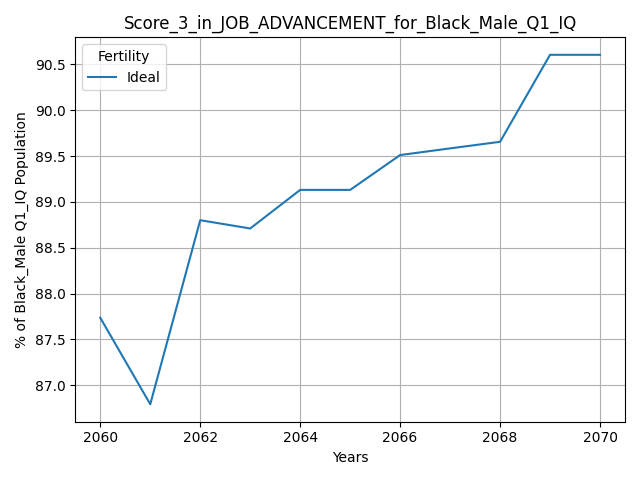 Score_3_in_JOB_ADVANCEMENT_for_Black_Male_Q1_IQ
Fertility
Ideal
% of Black_Male Q1_IQ Population
90.5
90.0
89.5
89.0
88.5
88.0
87.5
87.0
2060 2062 2064 2066 2068 2070
Years